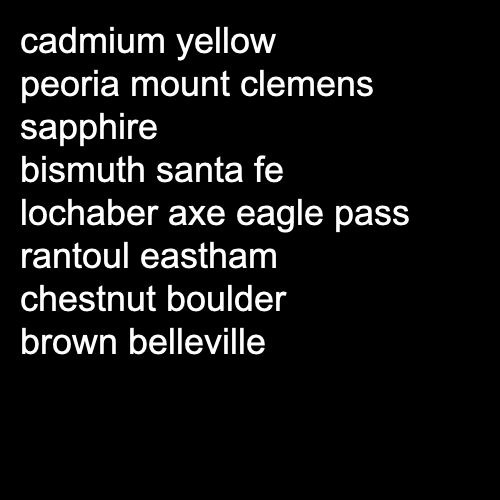 cadmium yellow
peoria mount clemens
sapphire
bismuth santa fe
lochaber axe eagle pass
rantoul eastham
chestnut boulder
brown belleville